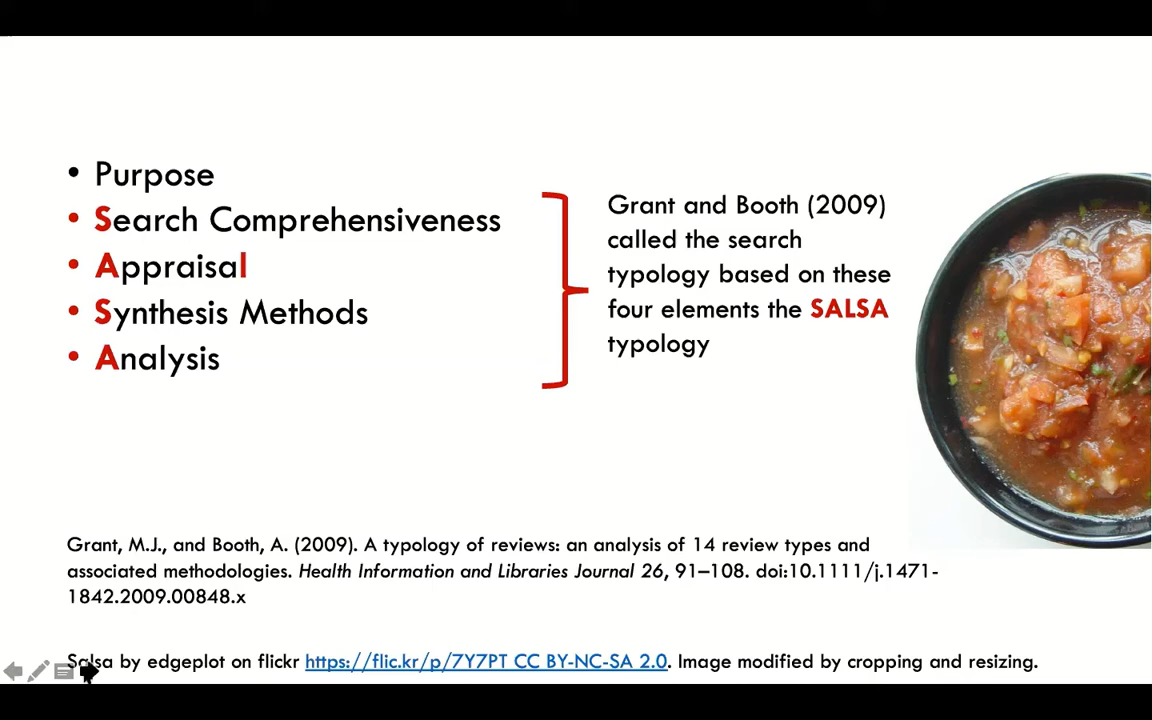 • Purpose
• Search Comprehensiveness
• Appraisal
• Synthesis Methods
• Analysis
Grant and Booth (2009)
called the search
typology based on these
four elements the SALSA
typology
Grant, M.J., and Booth, A. (2009). A typology of reviews: an analysis of 14 review types and
associated methodologies. Health Information and Libraries Journal 26, 91–108. doi:10.1111/j.1471-
1842.2009.00848.x
Salsa by edgeplot on flickr https://flic.kr/p/7Y7PT CC BY-NC-SA 2.0. Image modified by cropping and resizing.